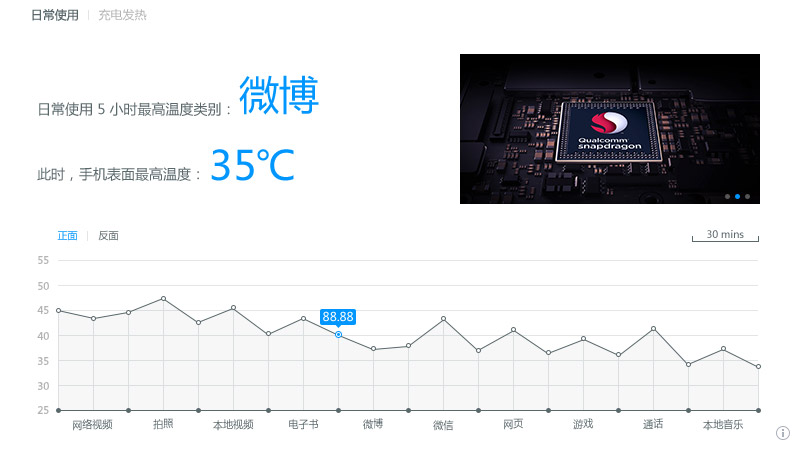 日常使用 充电发热
日常使用 5 小时最高温度类别： 微博
Qualcomm
snapdragon
此时，手机表面最高温度： 35℃
正面 反面
30 mins
55
50
45
40
35
30
25
88.88
网络视频 拍照 本地视频 电子书 微博 微信 网页 游戏 通话 本地音乐